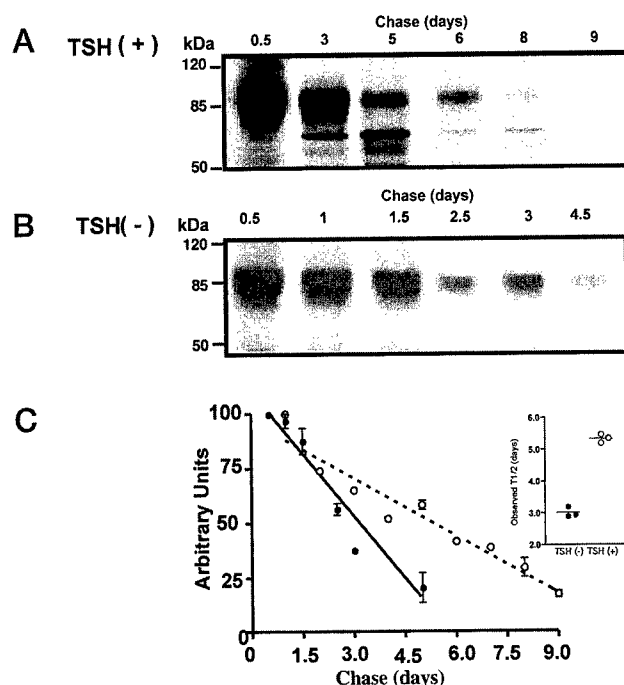 A
TSH (+)
kDa
Chase (days)
0.5 3 5 6 8 9
120
85
50
B
TSH(-)
kDa
Chase (days)
0.5 1 1.5 2.5 3 4.5
120
85
50
C
Arbitrary Units
100
75
50
25
0
0 1.5 3.0 4.5 6.0 7.5 9.0
Chase (days)
Observed T1/2 (days)
6.0
5.0
4.0
3.0
2.0
TSH (-) TSH (+)